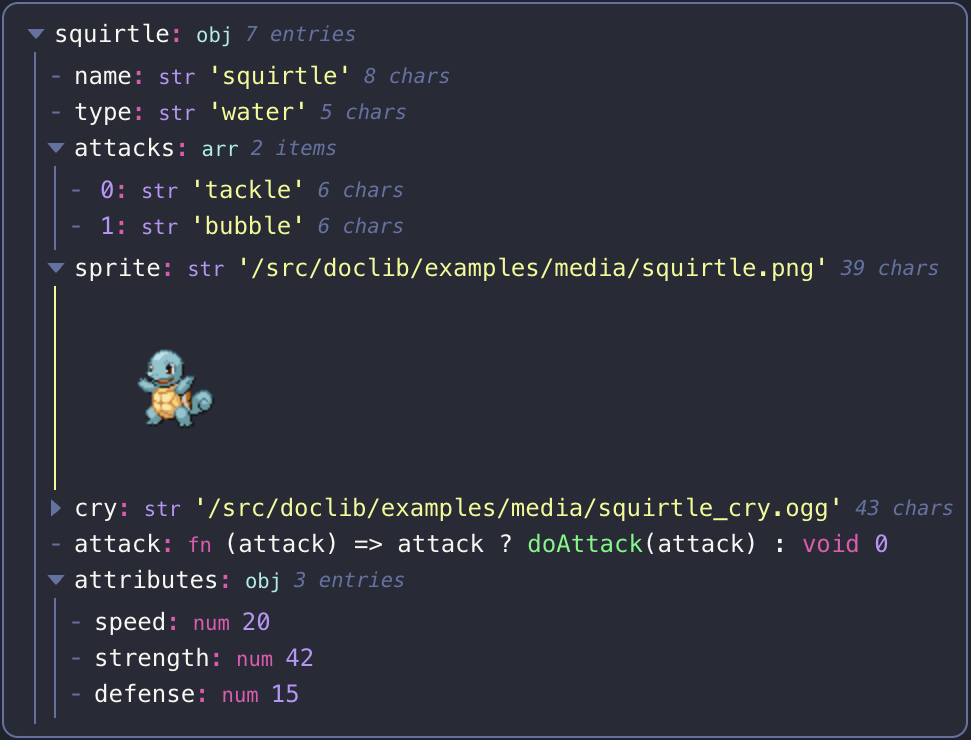 squirtle: obj 7 entries
- name: str 'squirtle' 8 chars
- type: str 'water' 5 chars
attacks: arr 2 items
- 0: str 'tackle' 6 chars
- 1: str 'bubble' 6 chars
sprite: str '/src/doclib/examples/media/squirtle.png' 39 chars
cry: str '/src/doclib/examples/media/squirtle_cry.ogg' 43 chars
- attack: fn (attack) => attack ? doAttack(attack) : void 0
attributes: obj 3 entries
- speed: num 20
- strength: num 42
- defense: num 15